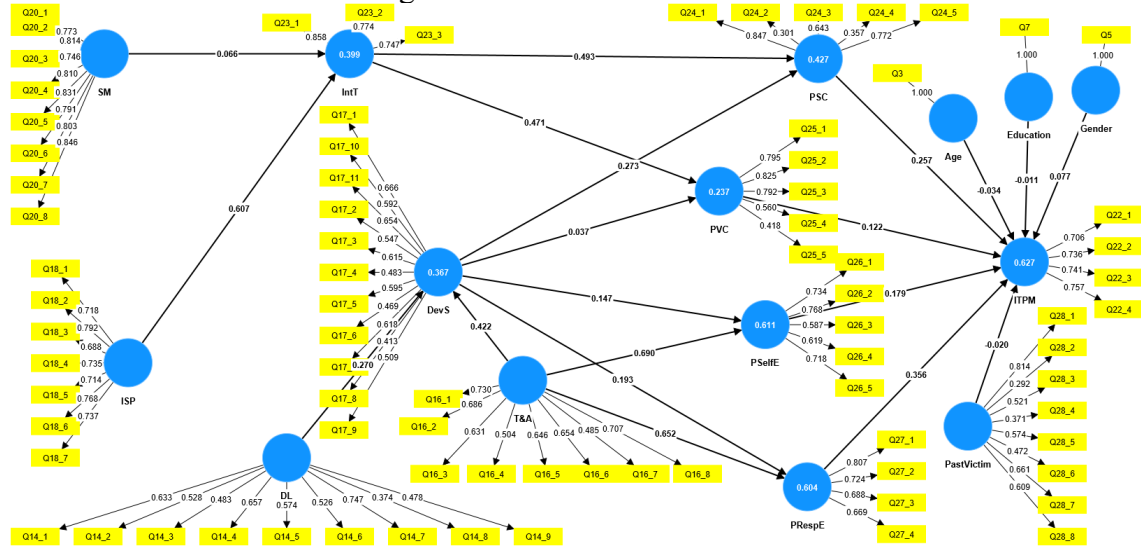 Q20_1
Q20_2
Q20_3
Q20_4
Q20_5
Q20_6
Q20_7
Q20_8
0.773
0.814
0.746
0.810
0.831
0.791
0.803
0.846
SM
0.066
Q23_1
Q23_2
Q23_3
0.858
0.774
0.747
0.399
IntT
0.493
0.471
0.607
Q18_1
Q18_2
Q18_3
Q18_4
Q18_5
Q18_6
Q18_7
0.718
0.792
0.688
0.735
0.714
0.768
0.737
ISP
Q17_1
Q17_10
Q17_11
Q17_2
Q17_3
Q17_4
Q17_5
Q17_6
Q17_
Q17_8
Q17_9
0.666
0.592
0.654
0.547
0.615
0.483
0.595
0.469
0.618
0.413
0.509
0.367
DevS
0.270
0.422
0.273
0.037
0.147
0.193
DL
0.633
0.528
0.483
0.657
0.574
0.526
0.747
0.374
0.478
Q14_1
Q14_2
Q14_3
Q14_4
Q14_5
Q14_6
Q14_7
Q14_8
Q14_9
T&A
0.690
0.652
Q16_1
Q16_2
Q16_3
Q16_4
Q16_5
Q16_6
Q16_7
Q16_8
0.730
0.686
0.631
0.504
0.646
0.654
0.485
0.707
Q24_1
Q24_2
Q24_3
Q24_4
Q24_5
0.847
0.301
0.643
0.357
0.772
0.427
PSC
0.257
Q25_1
Q25_2
Q25_3
Q25_4
Q25_5
0.795
0.825
0.792
0.560
0.418
0.237
PVC
0.122
Q26_1
Q26_2
Q26_3
Q26_4
Q26_5
0.734
0.768
0.587
0.619
0.718
0.611
PSelfE
0.179
Q27_1
Q27_2
Q27_3
Q27_4
0.807
0.724
0.688
0.669
0.604
PRespE
0.356
Q3
1.000
Age
-0.034
Q7
1.000
Education
-0.011
Q5
1.000
Gender
0.077
0.627
ITPM
Q22_1
Q22_2
Q22_3
Q22_4
0.706
0.736
0.741
0.757
-0.020
PastVictim
Q28_1
Q28_2
Q28_3
Q28_4
Q28_5
Q28_6
Q28_7
Q28_8
0.814
0.292
0.521
0.371
0.574
0.472
0.661
0.609